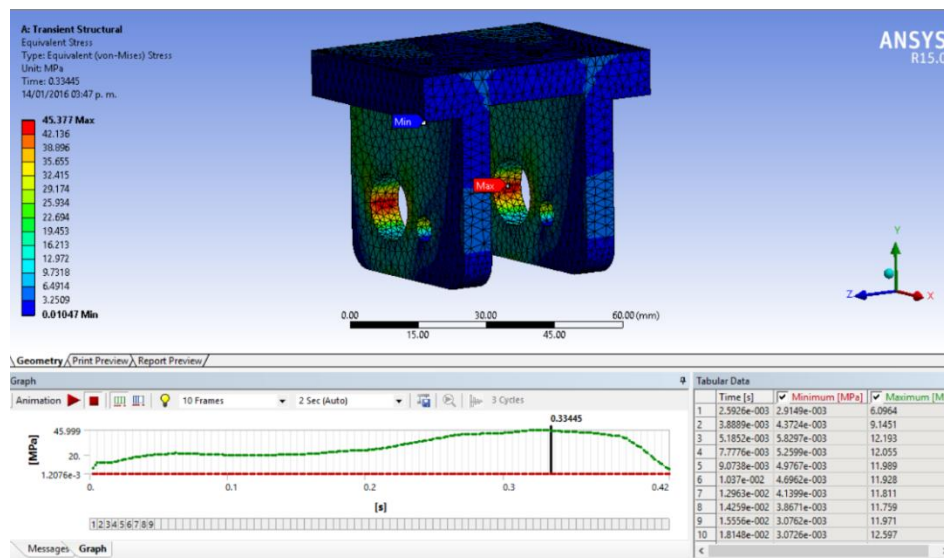 A: Transient Structural
Equivalent Stress
Type: Equivalent (von-Mises) Stress
Unit: MPa
Time: 0.33445
14/01/2016 03:47 p. m.
45.377 Max
42.136
38.896
35.655
32.415
29.174
25.934
22.694
19.453
16.213
12.972
9.7318
6.4914
3.2509
0.01047 Min
ANSYS
R15.0
Min
Max
Y
Z
X
0.00 30.00 60.00 (mm)
15.00 45.00
Geometry Print Preview Report Preview
Graph
Animation 10 Frames 2 Sec (Auto) 3 Cycles
0.33445
45.999
20.
1.2076e-3
[MPa]
0. 0.1 0.2 0.3 0.42
[s]
1 2 3 4 5 6 7 8 9
Messages Graph
Tabular Data
Time [s] Minimum [MPa] Maximum [M
1 2.5926e-003 2.9149e-003 6.0964
2 3.8889e-003 4.3724e-003 9.1451
3 5.1852e-003 5.8297e-003 12.193
4 7.7776e-003 5.2599e-003 12.055
5 9.0738e-003 4.9767e-003 11.989
6 1.037e-002 4.6962e-003 11.928
7 1.2963e-002 4.1399e-003 11.811
8 1.4259e-002 3.8671e-003 11.759
9 1.5556e-002 3.0762e-003 11.971
10 1.8148e-002 3.0726e-003 12.597